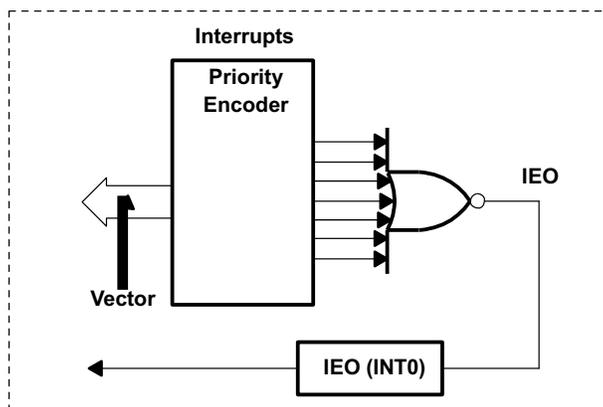 Interrupts
Priority
Encoder
IEO
Vector
IEO (INT0)